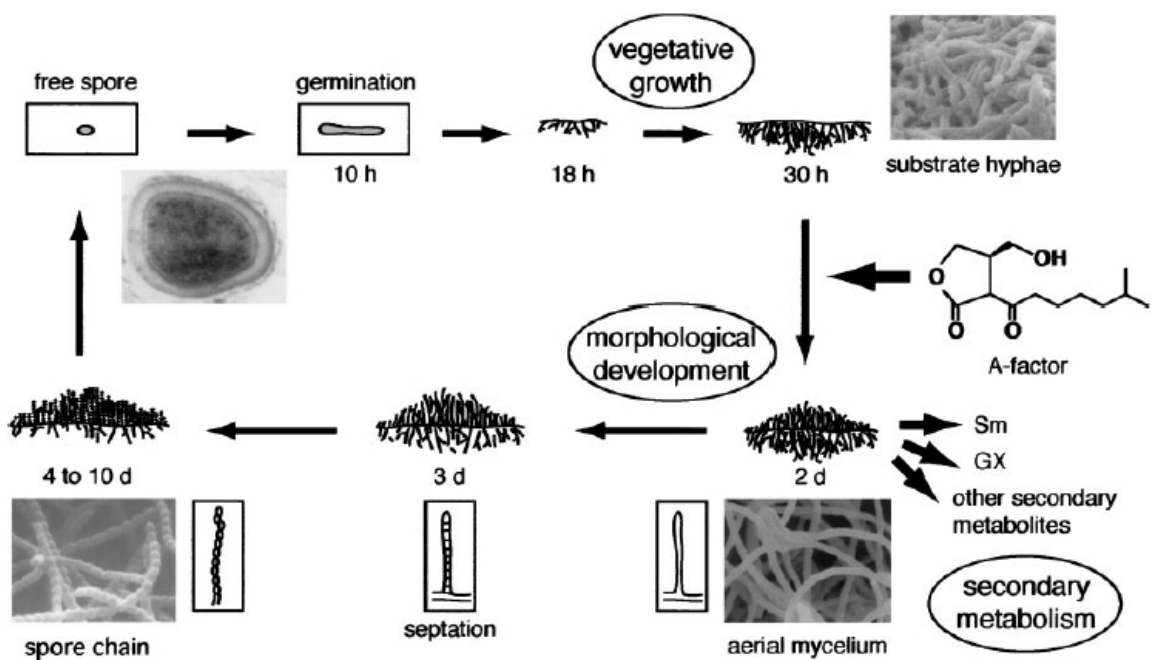 free spore
germination
10 h
18 h
vegetative
growth
30 h
substrate hyphae
O
OH
O
O
A-factor
morphological
development
Sm
GX
other secondary
metabolites
2 d
3 d
4 to 10 d
secondary
metabolism
aerial mycelium
septation
spore chain